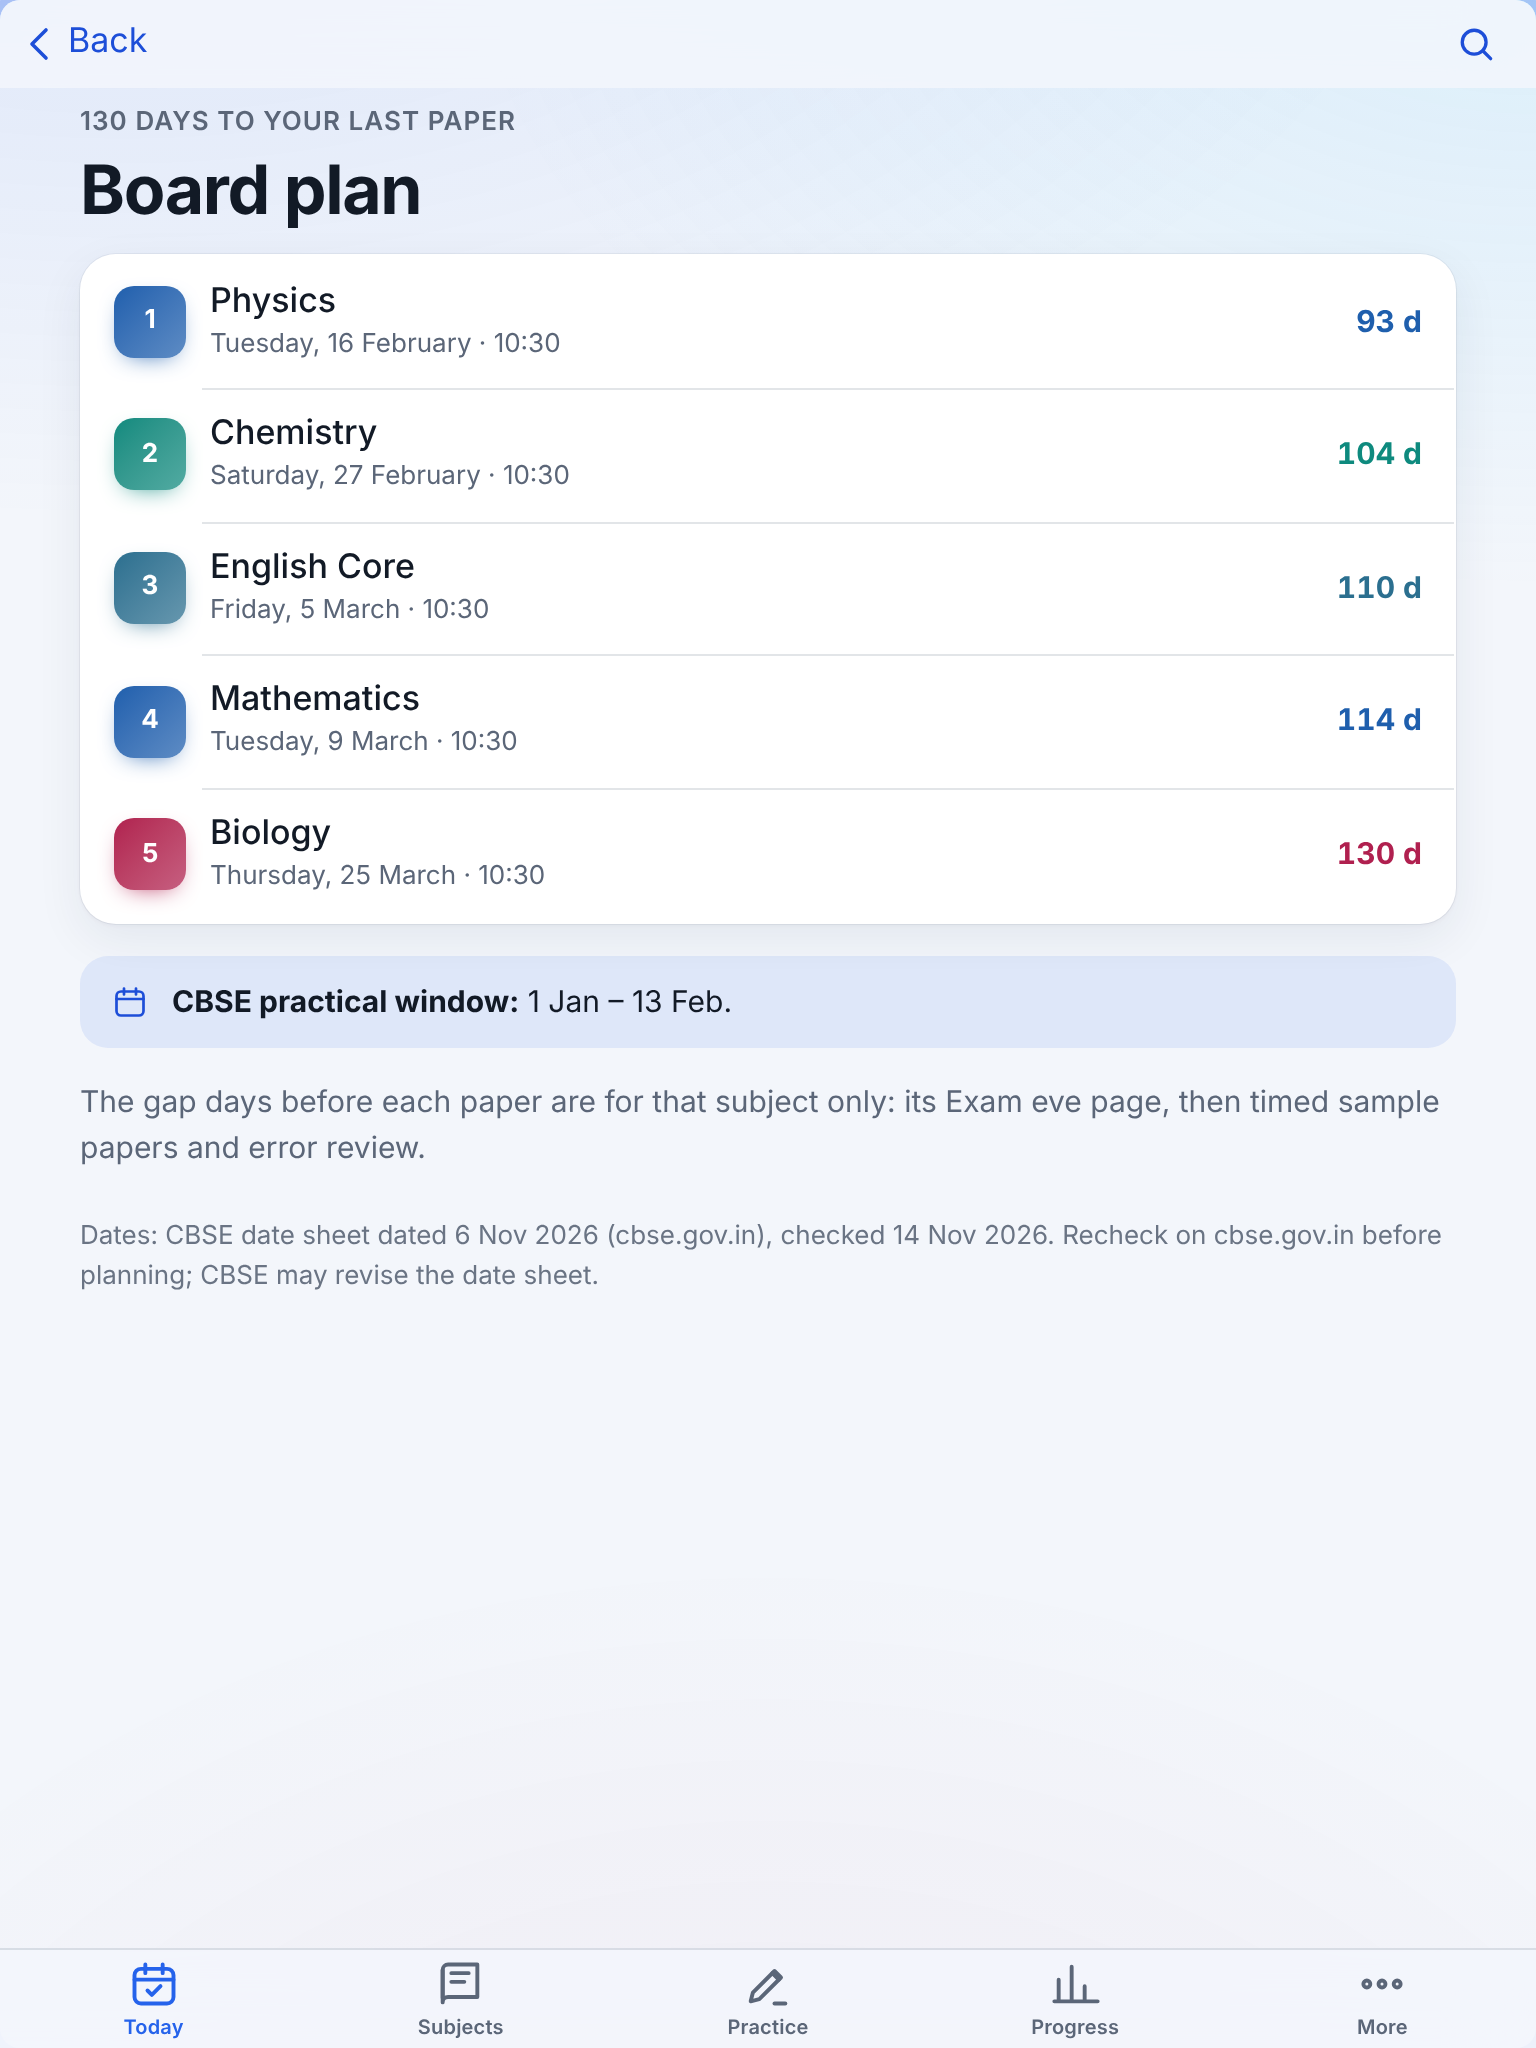 Back
130 DAYS TO YOUR LAST PAPER
Board plan
1
Physics
Tuesday, 16 February · 10:30
93 d
2
Chemistry
Saturday, 27 February · 10:30
104 d
3
English Core
Friday, 5 March · 10:30
110 d
4
Mathematics
Tuesday, 9 March · 10:30
114 d
5
Biology
Thursday, 25 March · 10:30
130 d
CBSE practical window: 1 Jan – 13 Feb.
The gap days before each paper are for that subject only: its Exam eve page, then timed sample
papers and error review.
Dates: CBSE date sheet dated 6 Nov 2026 (cbse.gov.in), checked 14 Nov 2026. Recheck on cbse.gov.in before
planning; CBSE may revise the date sheet.
Today
Subjects
Practice
Progress
More